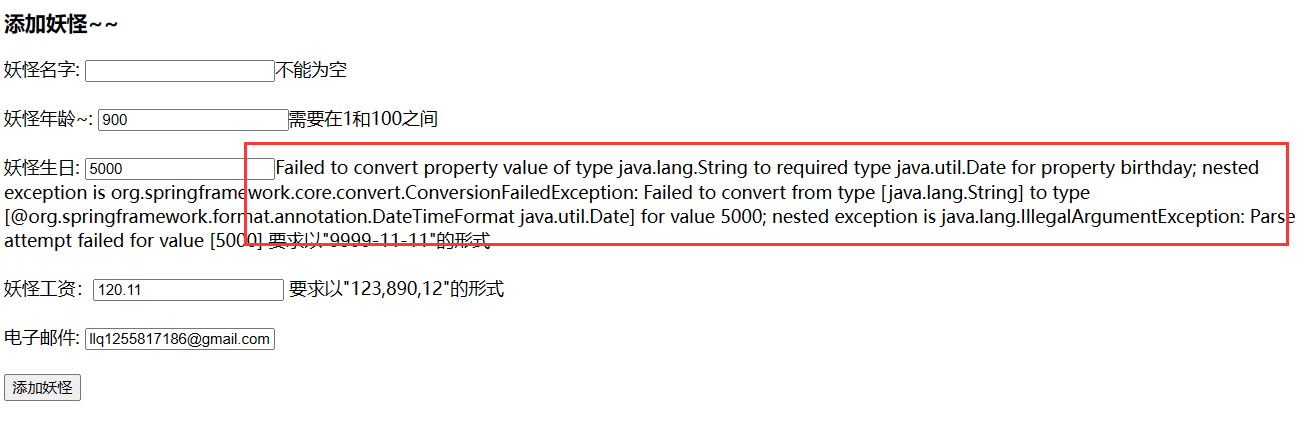 添加妖怪~~
妖怪名字: 不能为空
妖怪年龄~: 900 需要在1和100之间
妖怪生日: 5000 Failed to convert property value of type java.lang.String to required type java.util.Date for property birthday; nested
exception is org.springframework.core.convert.ConversionFailedException: Failed to convert from type [java.lang.String] to type
[@org.springframework.format.annotation.DateTimeFormat java.util.Date] for value 5000; nested exception is java.lang.IllegalArgumentException: Parse
attempt failed for value [5000] 要求以"9999-11-11"的形式
妖怪工资: 120.11 要求以"123,890,12"的形式
电子邮件: llq1255817186@gmail.com
添加妖怪